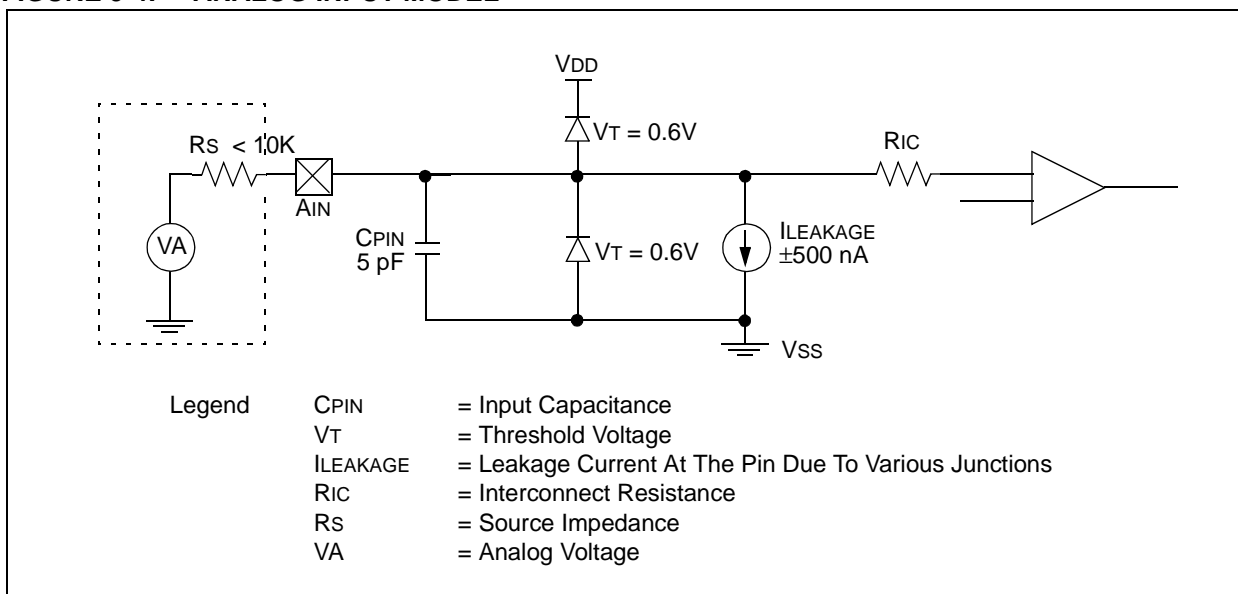 VDD
VT = 0.6V
RS < 10K
RIC
AIN
VA
CPIN
5 pF
VT = 0.6V
ILEAKAGE
±500 nA
VSS
Legend CPIN = Input Capacitance
VT = Threshold Voltage
ILEAKAGE = Leakage Current At The Pin Due To Various Junctions
RIC = Interconnect Resistance
RS = Source Impedance
VA = Analog Voltage